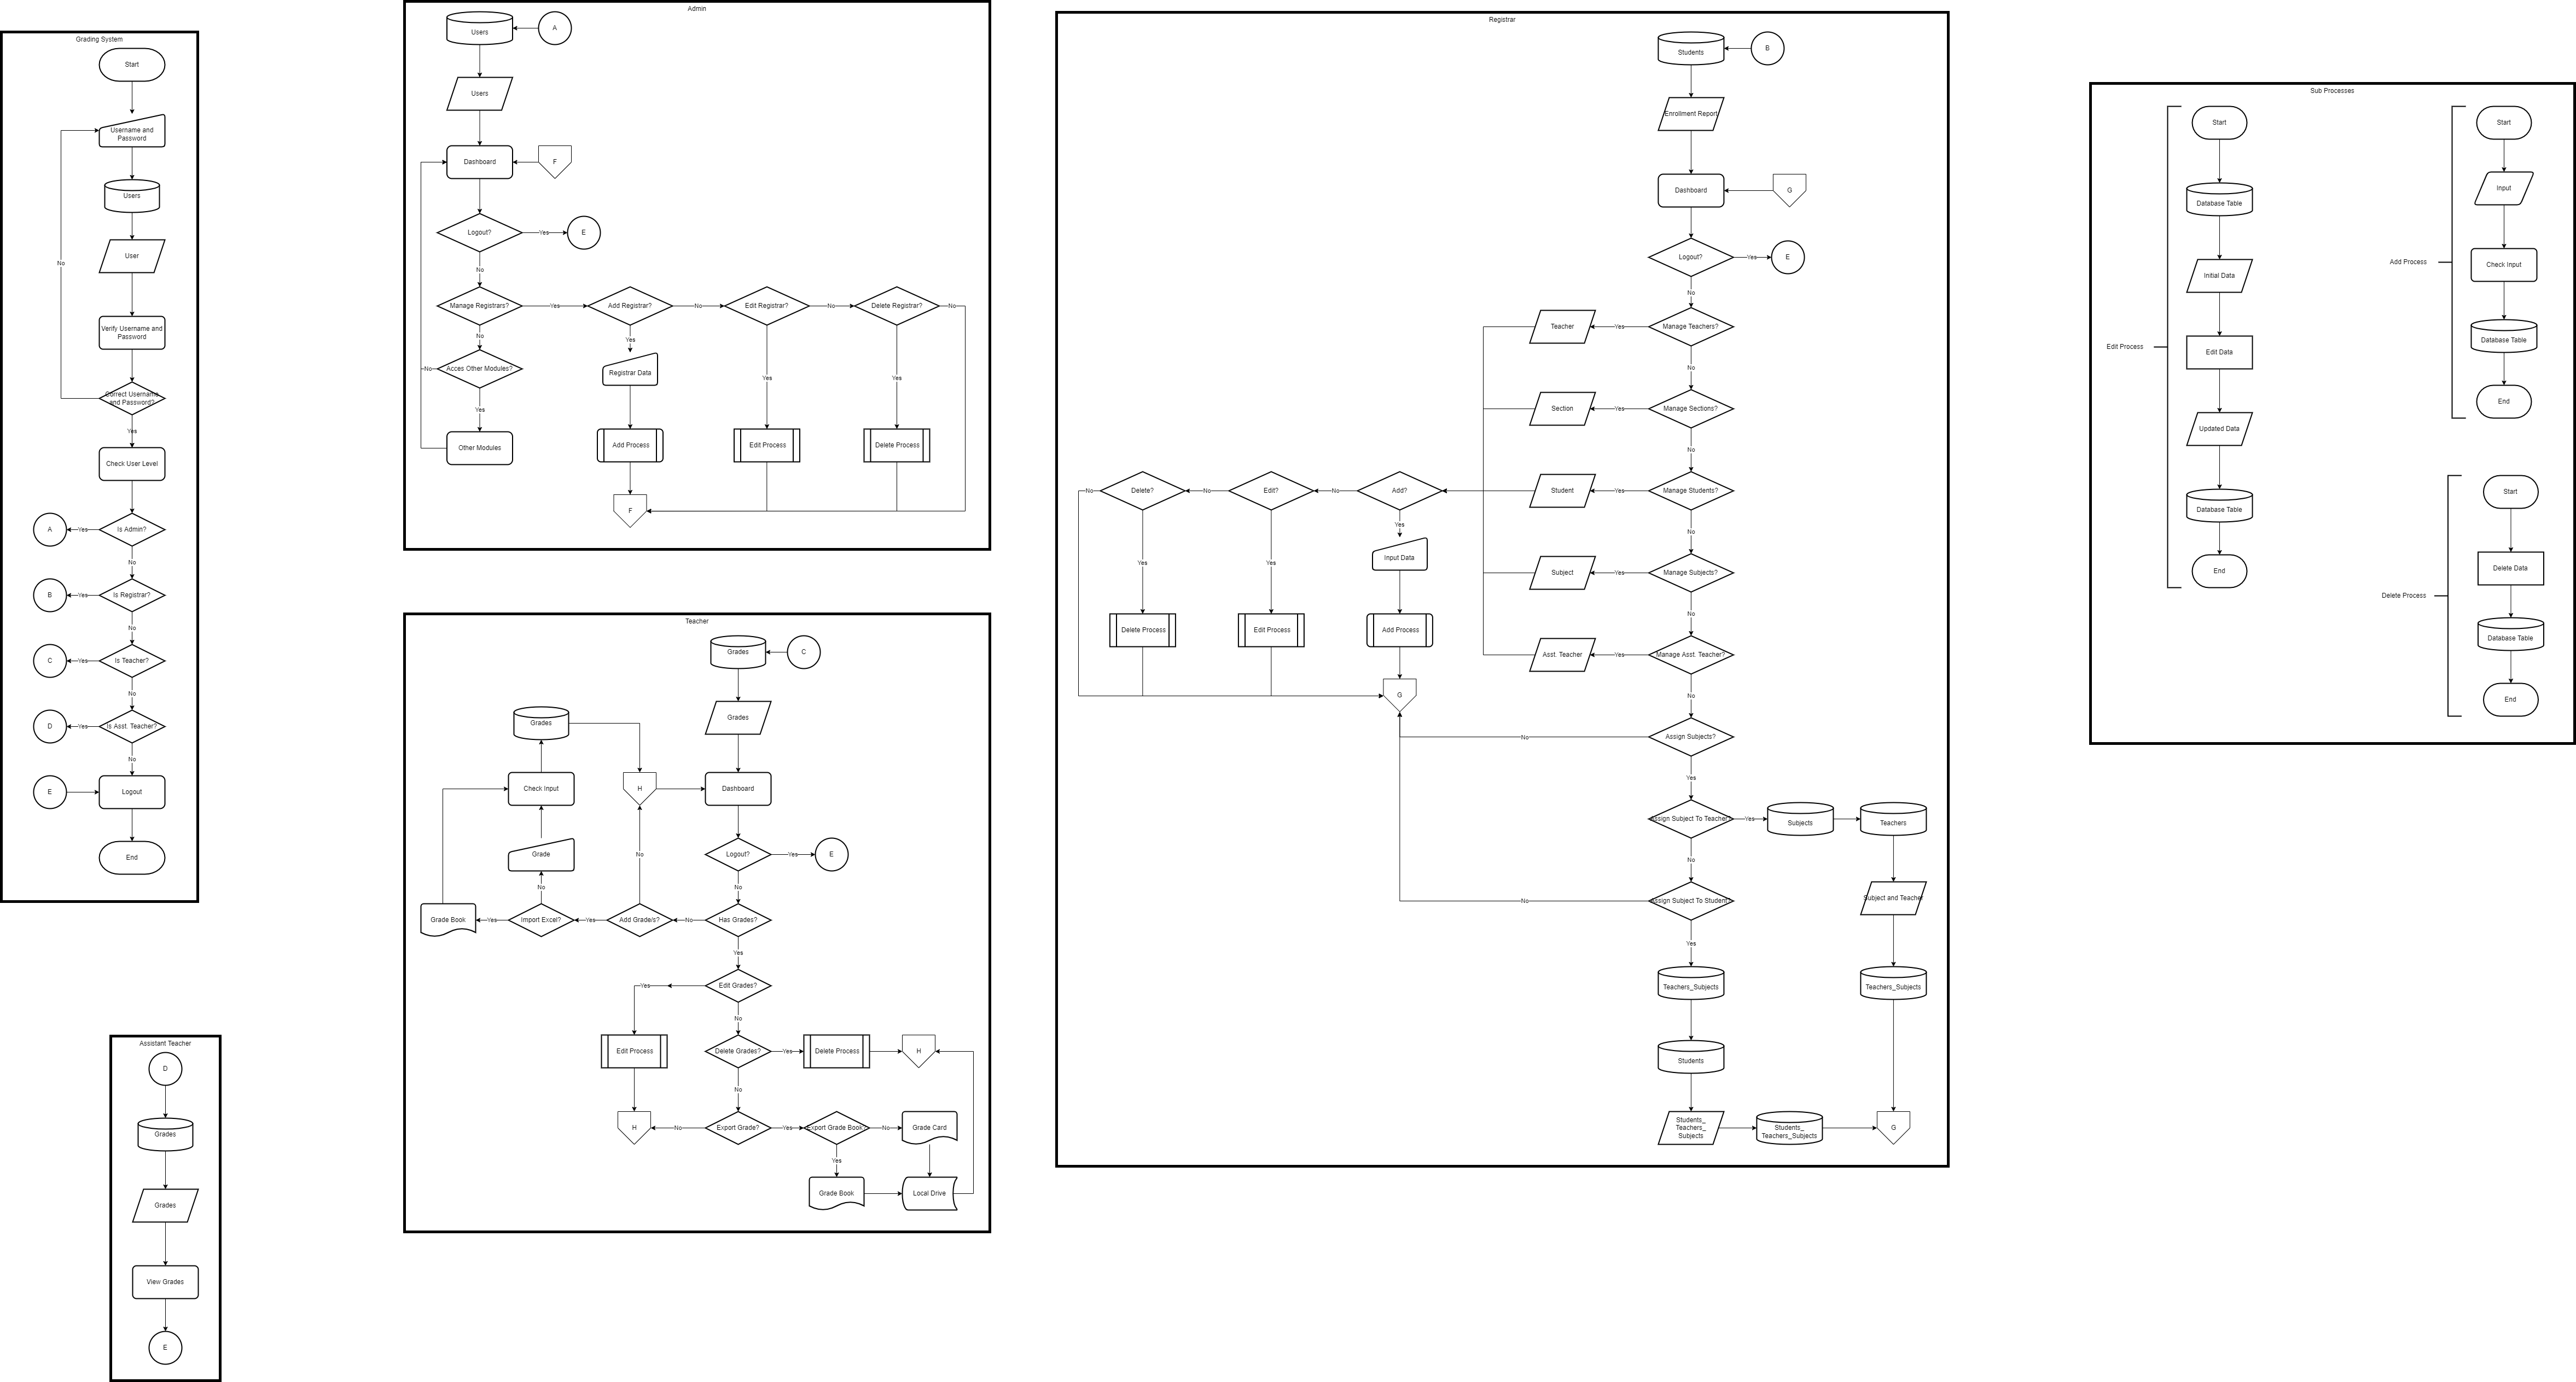 Grading System
Start
Username and
Password
Users
User
Verify Username and
Password
Correct Username
and Password?
No
Yes
Check User Level
Is Admin?
Yes
A
No
Is Registrar?
Yes
B
No
Is Teacher?
Yes
C
No
Is Asst. Teacher?
Yes
D
No
E
Logout
End
Assistant Teacher
D
Grades
Grades
View Grades
E
Admin
Users
A
Users
Dashboard
F
Logout?
Yes
E
No
Manage Registrars?
Yes
Add Registrar?
No
Edit Registrar?
No
Delete Registrar?
No
No
Yes
Acces Other Modules?
No
Registrar Data
Yes
Yes
Yes
Other Modules
Add Process
Edit Process
Delete Process
F
Teacher
Grades
C
Grades
Grades
Check Input
H
Dashboard
Grade
No
Logout?
Yes
E
No
No
Grade Book
Yes
Import Excel?
Yes
Add Grade/s?
No
Has Grades?
Yes
Yes
Edit Grades?
No
Edit Process
Delete Grades?
Yes
Delete Process
H
No
H
No
Export Grade?
Yes
Export Grade Book?
No
Grade Card
Yes
Grade Book
Local Drive
Registrar
Students
B
Enrollment Report
Dashboard
G
Logout?
Yes
E
No
Teacher
Yes
Manage Teachers?
No
Section
Yes
Manage Sections?
No
No
Delete?
No
Edit?
No
Add?
Student
Yes
Manage Students?
Yes
No
Input Data
Yes
Yes
Subject
Yes
Manage Subjects?
No
Delete Process
Edit Process
Add Process
Asst. Teacher
Yes
Manage Asst. Teacher?
No
G
No
Assign Subjects?
Yes
Assign Subject To Teacher?
Yes
Subjects
Teachers
No
No
Assign Subject To Student?
Subject and Teacher
Yes
Teachers_Subjects
Teachers_Subjects
Students
Students_
Teachers_
Subjects
Students_
Teachers_Subjects
G
Sub Processes
Edit Process
Start
Database Table
Initial Data
Edit Data
Updated Data
Database Table
End
Add Process
Start
Input
Check Input
Database Table
End
Delete Process
Start
Delete Data
Database Table
End